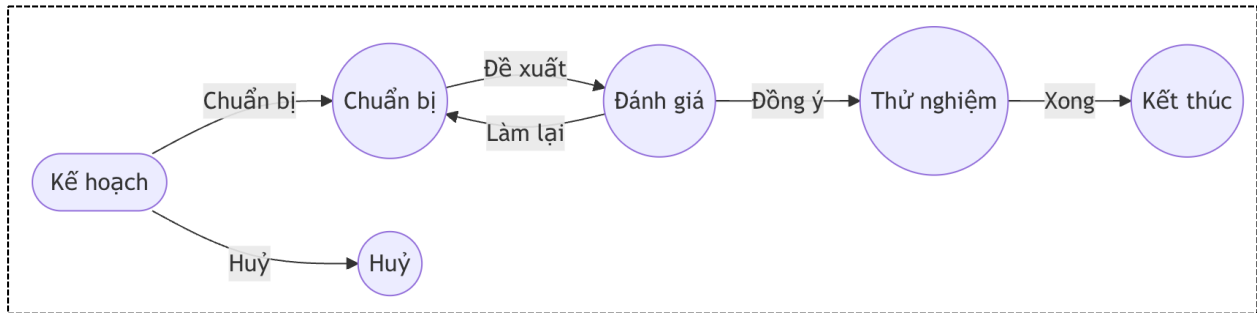 Kế hoạch
Chuẩn bị
Chuẩn bị
Đề xuất
Làm lại
Đánh giá
Đồng ý
Thử nghiệm
Xong
Kết thúc
Huỷ
Huỷ